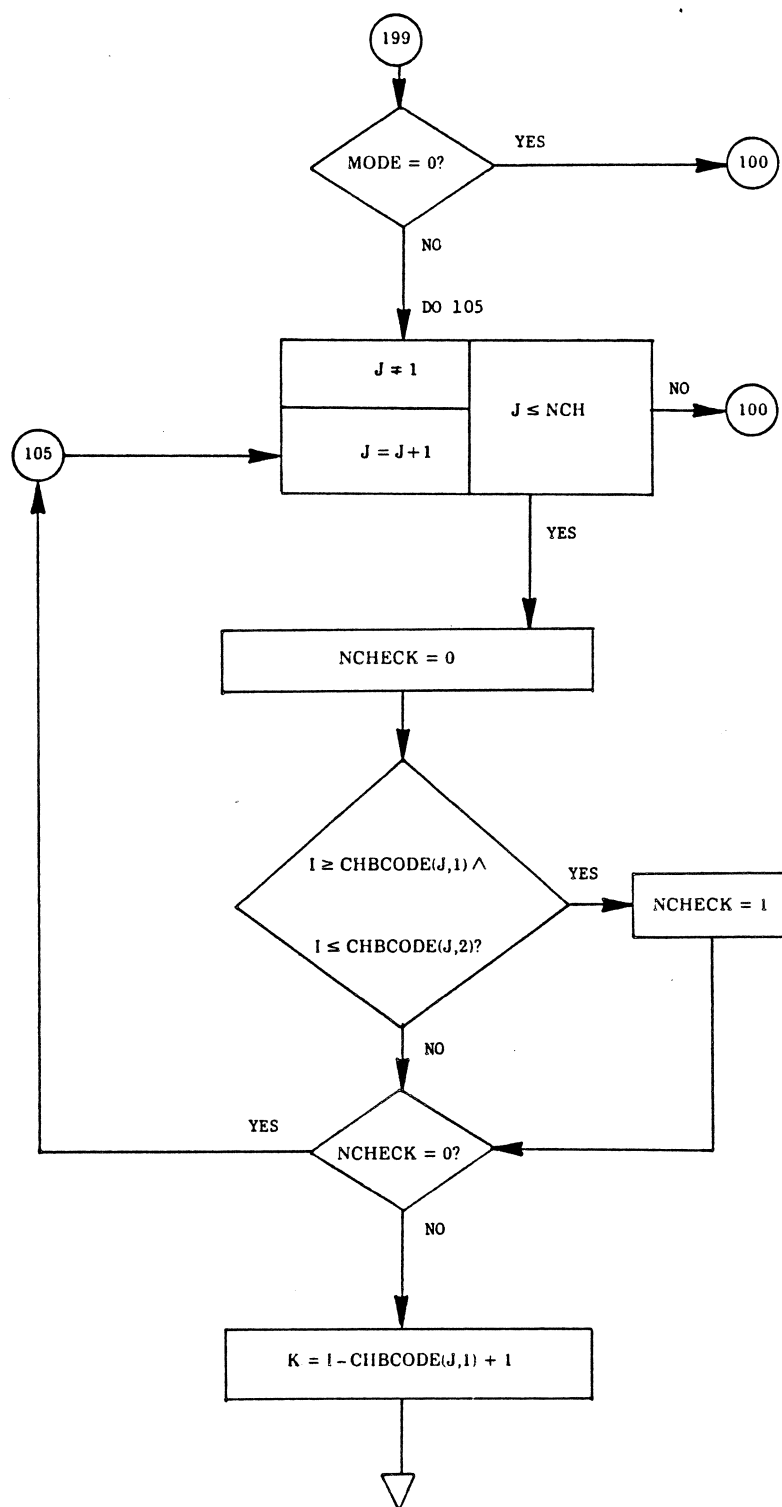 199
MODE = 0?
YES
100
NO
DO 105
J = 1
J ≤ NCH
NO
100
105
J = J+1
YES
NCHECK = 0
I ≥ CHBCODE(J,1) ∧
YES
NCHECK = 1
I ≤ CHBCODE(J,2)?
NO
YES
NCHECK = 0?
NO
K = I – CHBCODE(J,1) + 1